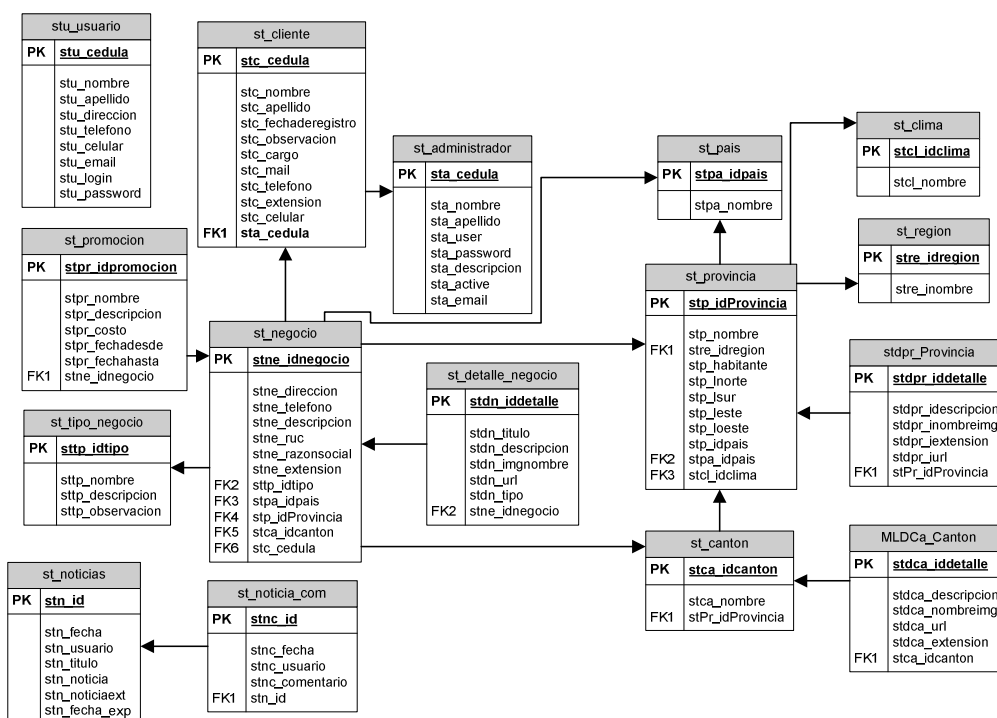 stu_usuario
PK stu_cedula
stu_nombre
stu_apellido
stu_direccion
stu_telefono
stu_celular
stu_email
stu_login
stu_password
st_cliente
PK stc_cedula
stc_nombre
stc_apellido
stc_fechaderegistro
stc_observacion
stc_cargo
stc_mail
stc_telefono
stc_extension
stc_celular
FK1 sta_cedula
st_administrador
PK sta_cedula
sta_nombre
sta_apellido
sta_user
sta_password
sta_descripcion
sta_active
sta_email
st_pais
PK stpa_idpais
stpa_nombre
st_clima
PK stcl_idclima
stcl_nombre
st_region
PK stre_idregion
stre_inombre
st_promocion
PK stpr_idpromocion
stpr_nombre
stpr_descripcion
stpr_costo
stpr_fechadesde
stpr_fechahasta
FK1 stne_idnegocio
st_negocio
PK stne_idnegocio
stne_direccion
stne_telefono
stne_descripcion
stne_ruc
stne_razonsocial
stne_extension
FK2 sttp_idtipo
FK3 stpa_idpais
FK4 stp_idProvincia
FK5 stca_idcanton
FK6 stc_cedula
st_provincia
PK stp_idProvincia
stp_nombre
FK1 stre_idregion
stp_habitante
stp_lnorte
stp_lsur
stp_leste
stp_loeste
stp_idpais
FK2 stpa_idpais
FK3 stcl_idclima
stdpr_Provincia
PK stdpr_iddetalle
stdpr_idescripcion
stdpr_inombreimg
stdpr_iextension
stdpr_iurl
FK1 stPr_idProvincia
st_detalle_negocio
PK stdn_iddetalle
stdn_titulo
stdn_descripcion
stdn_imgnombre
stdn_url
stdn_tipo
FK2 stne_idnegocio
st_tipo_negocio
PK sttp_idtipo
sttp_nombre
sttp_descripcion
sttp_observacion
st_canton
PK stca_idcanton
stca_nombre
FK1 stPr_idProvincia
MLDCa_Canton
PK stdca_iddetalle
stdca_descripcion
stdca_nombreimg
stdca_url
stdca_extension
FK1 stca_idcanton
st_noticias
PK stn_id
stn_fecha
stn_usuario
stn_titulo
stn_noticia
stn_noticiaext
stn_fecha_exp
st_noticia_com
PK stnc_id
stnc_fecha
stnc_usuario
stnc_comentario
FK1 stn_id